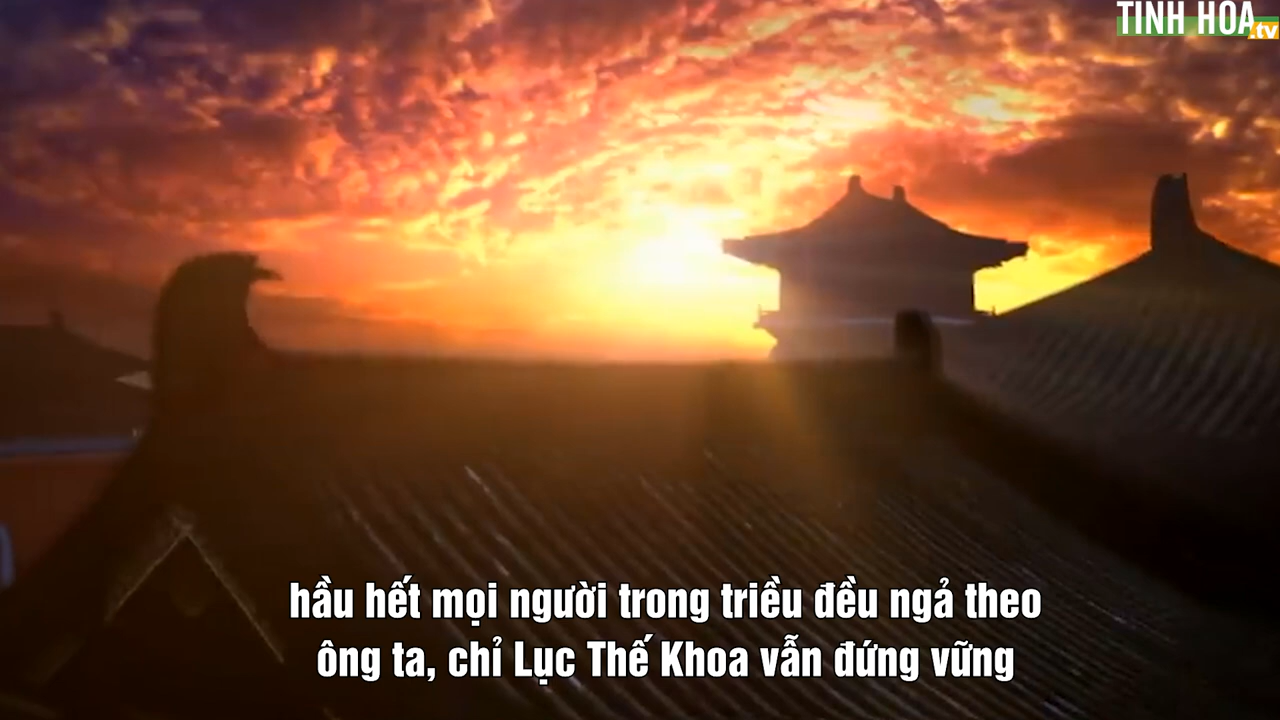 TINH HOA
.tv
hầu hết mọi người trong triều đều ngả theo
ông ta, chỉ Lục Thế Khoa vẫn đứng vững